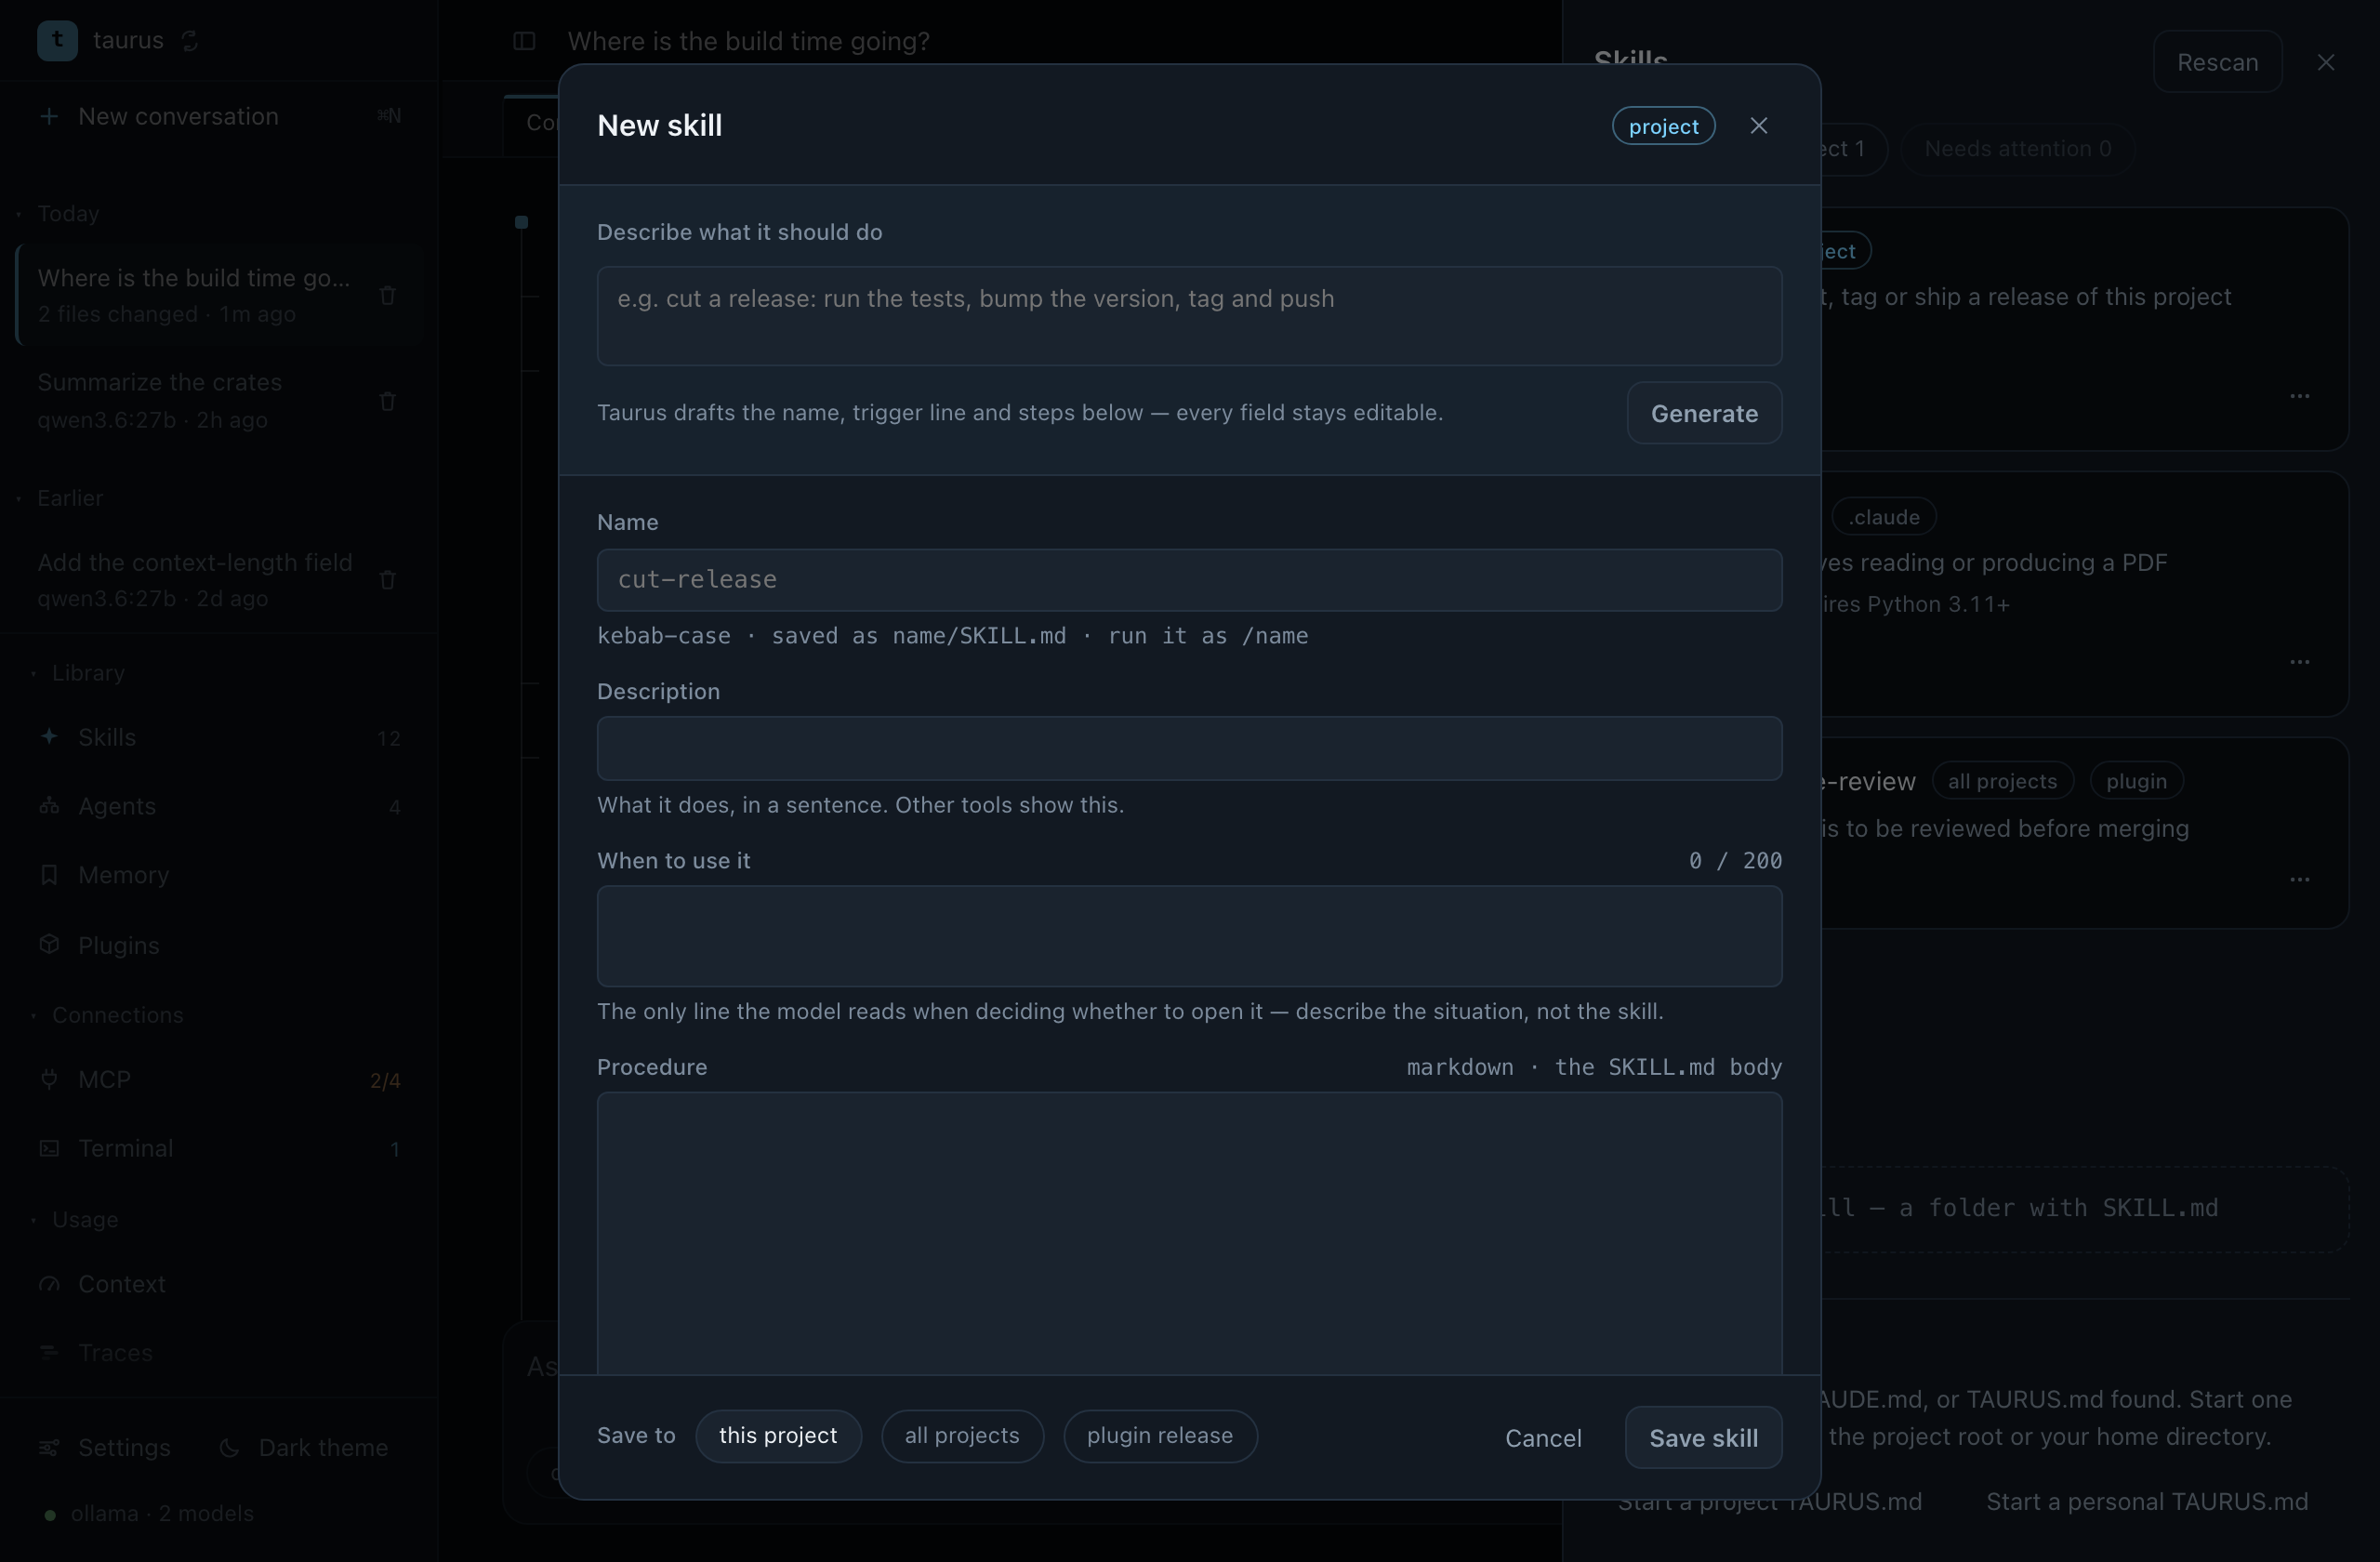 t taurus
New conversation ⌘N
Today
Where is the build time go...
2 files changed · 1m ago
Summarize the crates
qwen3.6:27b · 2h ago
Earlier
Add the context-length field
qwen3.6:27b · 2d ago
Library
Skills 12
Agents 4
Memory
Plugins
Connections
MCP 2/4
Terminal 1
Usage
Context
Traces
Settings Dark theme
ollama · 2 models
Where is the build time going?
New skill project
Describe what it should do
e.g. cut a release: run the tests, bump the version, tag and push
Taurus drafts the name, trigger line and steps below — every field stays editable. Generate
Name
cut-release
kebab-case · saved as name/SKILL.md · run it as /name
Description
What it does, in a sentence. Other tools show this.
When to use it 0 / 200
The only line the model reads when deciding whether to open it — describe the situation, not the skill.
Procedure markdown · the SKILL.md body
Save to this project all projects plugin release Cancel Save skill
Skills Rescan
ect 1 Needs attention 0
ject
t, tag or ship a release of this project
.claude
ves reading or producing a PDF
ires Python 3.11+
e-review all projects plugin
is to be reviewed before merging
ill — a folder with SKILL.md
AUDE.md, or TAURUS.md found. Start one
the project root or your home directory.
Start a project TAURUS.md Start a personal TAURUS.md